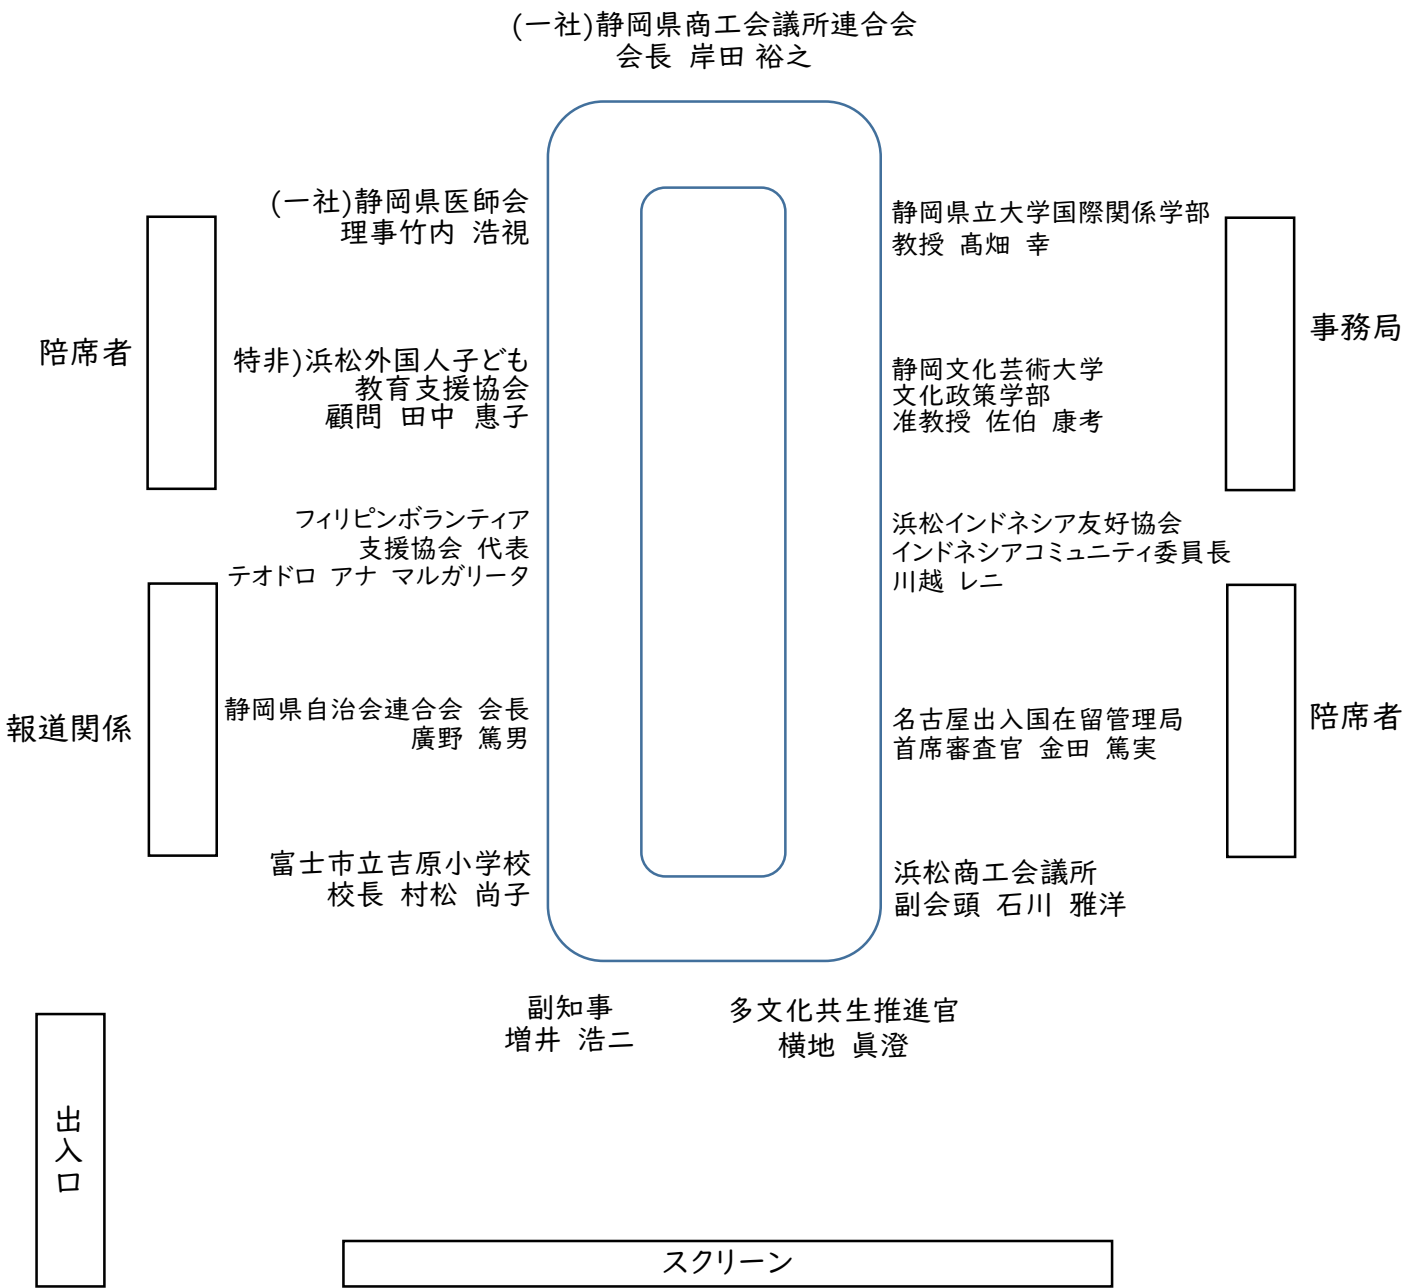 (一社)静岡県商工会議所連合会
会長 岸田 裕之
(一社)静岡県医師会
理事竹内 浩視
静岡県立大学国際関係学部
教授 髙畑 幸
陪席者
特非)浜松外国人子ども
教育支援協会
顧問 田中 惠子
静岡文化芸術大学
文化政策学部
准教授 佐伯 康考
事務局
フィリピンボランティア
支援協会 代表
テオドロ アナ マルガリータ
浜松インドネシア友好協会
インドネシアコミュニティ委員長
川越 レニ
報道関係
静岡県自治会連合会 会長
廣野 篤男
名古屋出入国在留管理局
首席審査官 金田 篤実
陪席者
富士市立吉原小学校
校長 村松 尚子
浜松商工会議所
副会頭 石川 雅洋
副知事
増井 浩二
多文化共生推進官
横地 眞澄
出入口
スクリーン